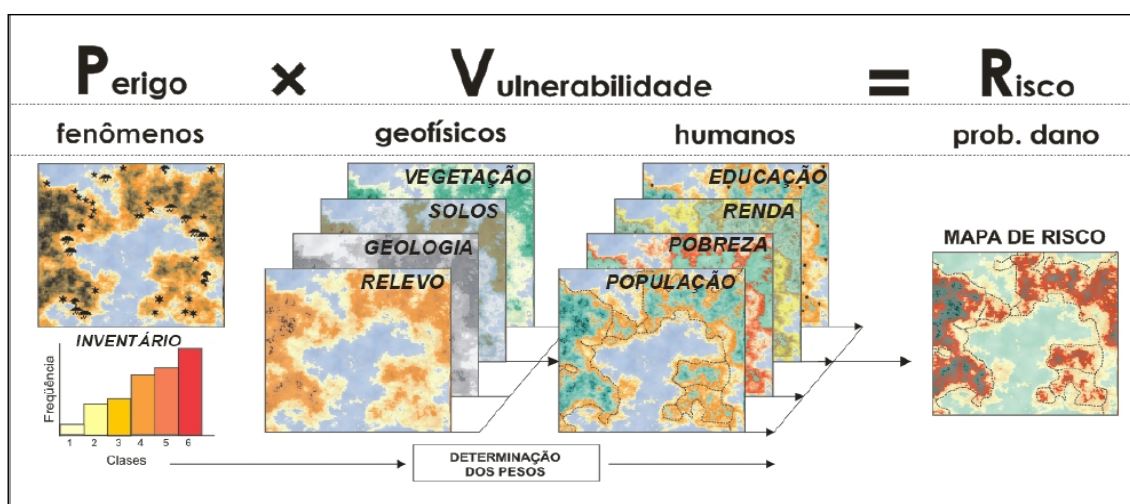 Perigo × Vulnerabilidade = Risco
fenômenos geofísicos humanos prob. dano
VEGETAÇÃO
SOLOS
GEOLOGIA
RELEVO
EDUCAÇÃO
RENDA
POBREZA
POPULAÇÃO
MAPA DE RISCO
INVENTÁRIO
Freqüência
1 2 3 4 5 6
Clases
DETERMINAÇÃO
DOS PESOS